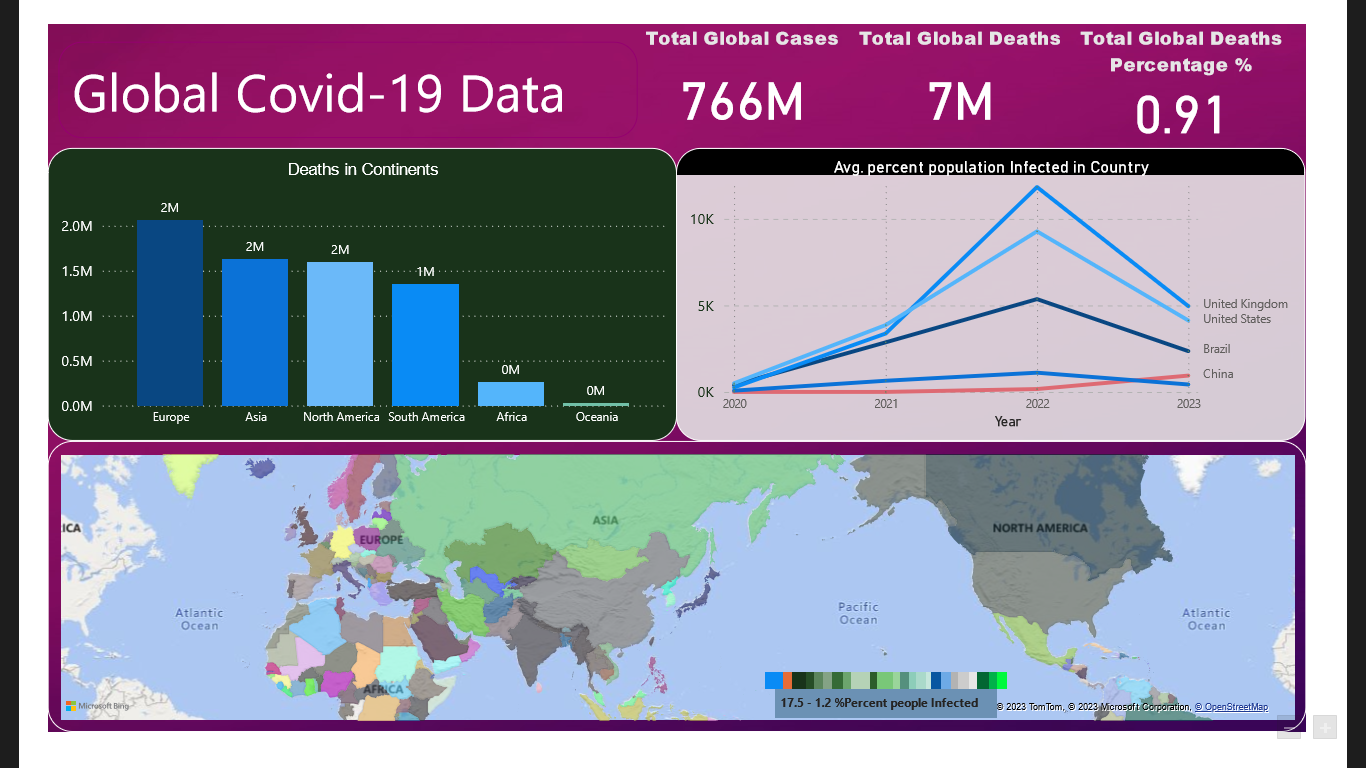 Global Covid-19 Data
Total Global Cases
766M
Total Global Deaths
7M
Total Global Deaths
Percentage %
0.91
Deaths in Continents
2.0M
1.5M
1.0M
0.5M
0.0M
2M
2M
2M
1M
0M
0M
Europe
Asia
North America
South America
Africa
Oceania
Avg. percent population Infected in Country
10K
5K
0K
United Kingdom
United States
Brazil
China
2020
2021
2022
2023
Year
RICA
Atlantic
Ocean
EUROPE
ASIA
AFRICA
Pacific
Ocean
NORTH AMERICA
Atlantic
Ocean
17.5 - 1.2 %Percent people Infected
Microsoft Bing
© 2023 TomTom, © 2023 Microsoft Corporation, © OpenStreetMap